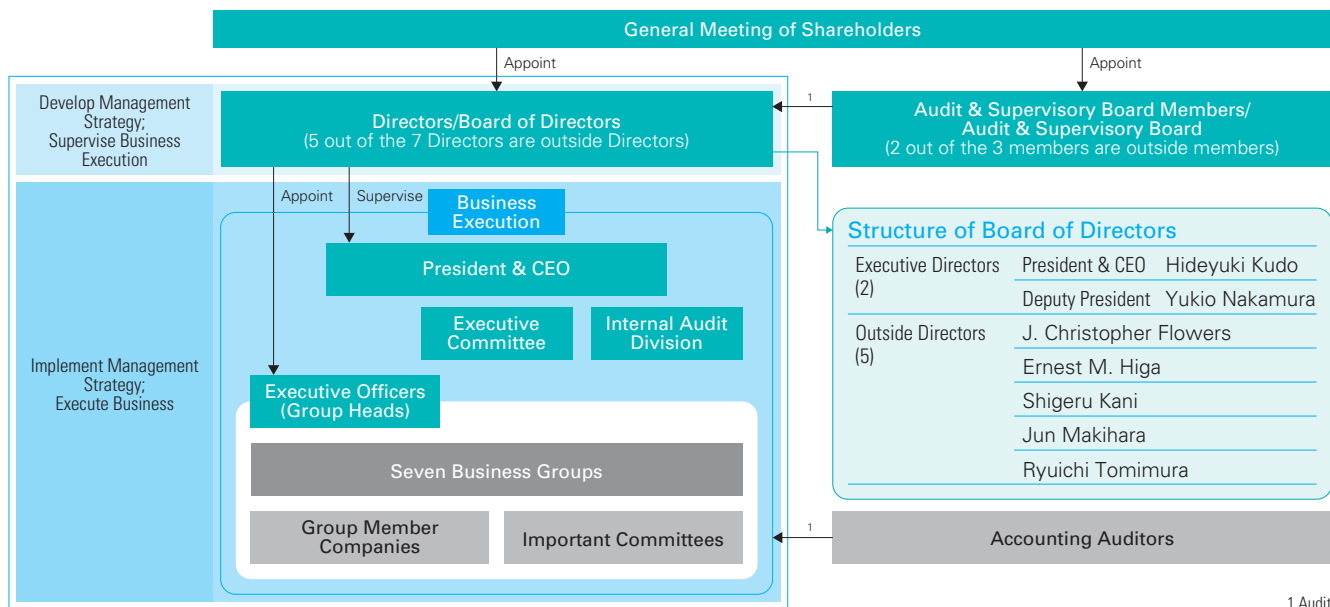 General Meeting of Shareholders
Appoint
Appoint
Develop Management
Strategy;
Supervise Business
Execution
Directors/Board of Directors
(5 out of the 7 Directors are outside Directors)
1
Audit & Supervisory Board Members/
Audit & Supervisory Board
(2 out of the 3 members are outside members)
Appoint
Supervise
Business
Execution
President & CEO
Executive
Committee
Internal Audit
Division
Implement Management
Strategy;
Execute Business
Executive Officers
(Group Heads)
Seven Business Groups
Group Member
Companies
Important Committees
Structure of Board of Directors
Executive Directors
(2)
President & CEO Hideyuki Kudo
Deputy President Yukio Nakamura
Outside Directors
(5)
J. Christopher Flowers
Ernest M. Higa
Shigeru Kani
Jun Makihara
Ryuichi Tomimura
1
Accounting Auditors
1 Audit